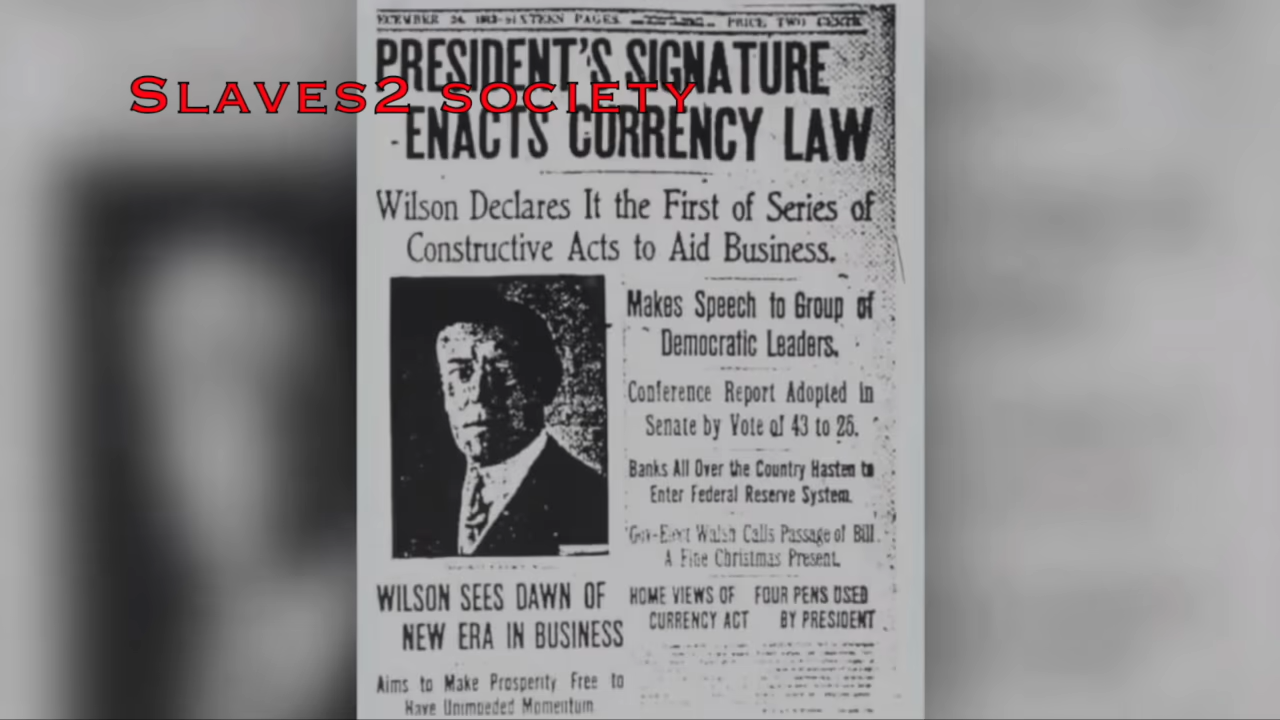 DECEMBER 24, 1913-SIXTEEN PAGES. PRICE TWO CENTS
PRESIDENT'S SIGNATURE
ENACTS CURRENCY LAW
SLAVES2 SOCIETY
Wilson Declares It the First of Series of
Constructive Acts to Aid Business.
Makes Speech to Group of
Democratic Leaders.
Conference Report Adopted in
Senate by Vote of 43 to 25.
Banks All Over the Country Hasten to
Enter Federal Reserve System.
Gov-Elect Walsh Calls Passage of Bill
A Fine Christmas Present.
WILSON SEES DAWN OF
NEW ERA IN BUSINESS
HOME VIEWS OF
CURRENCY ACT
FOUR PENS USED
BY PRESIDENT
Aims to Make Prosperity Free to
Have Unimpeded Momentum